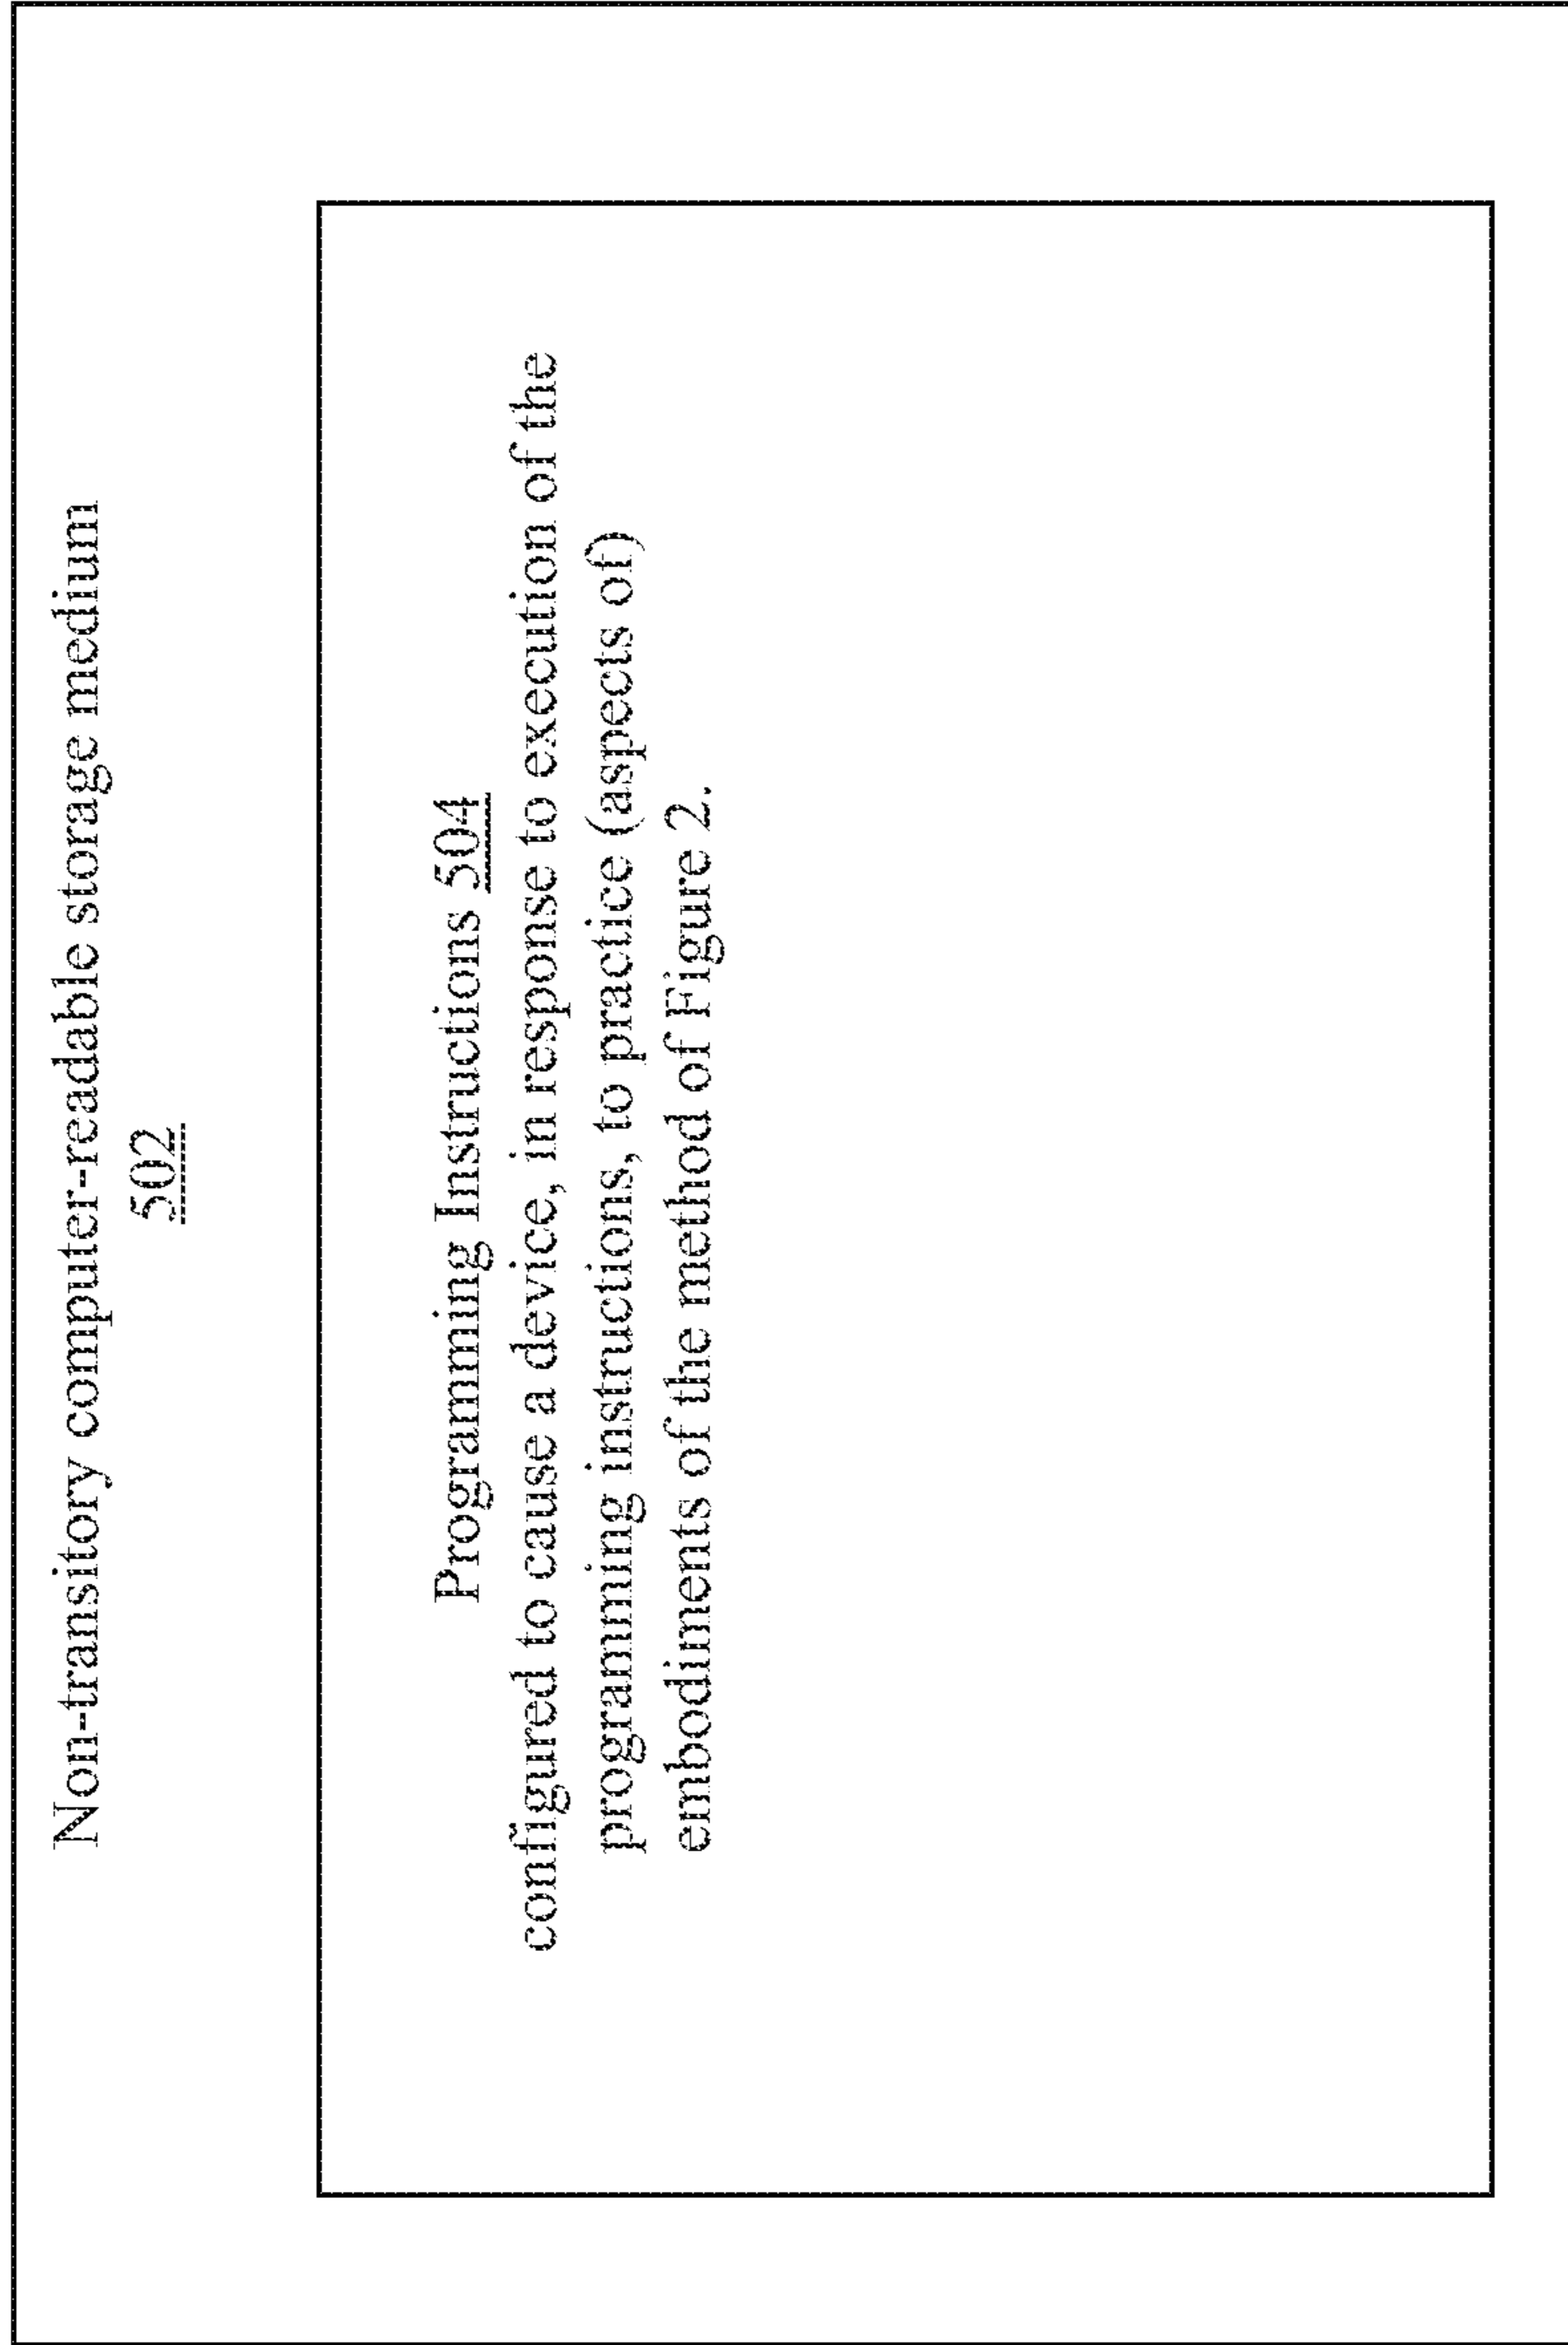 Non-transitory computer-readable storage medium
502
Programming Instructions 504
configured to cause a device, in response to execution of the
programming instructions, to practice (aspects of)
embodiments of the method of Figure 2.